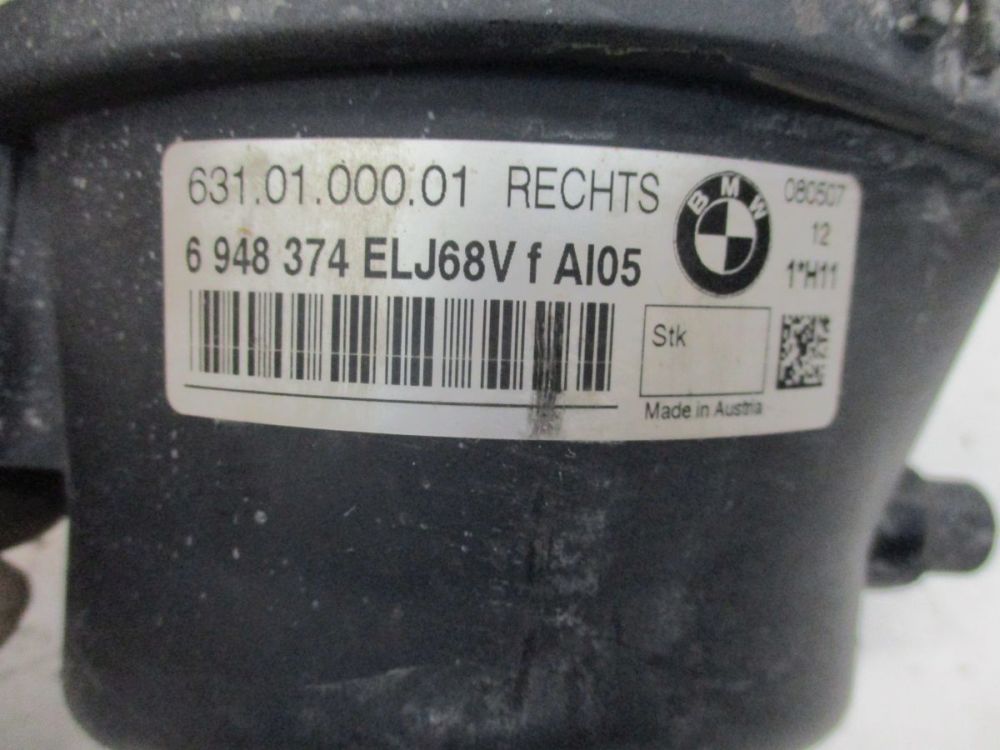 631.01.000.01 RECHTS
6 948 374 ELJ68V f AI05
BMW
080507
12
1*H11
Stk
Made in Austria